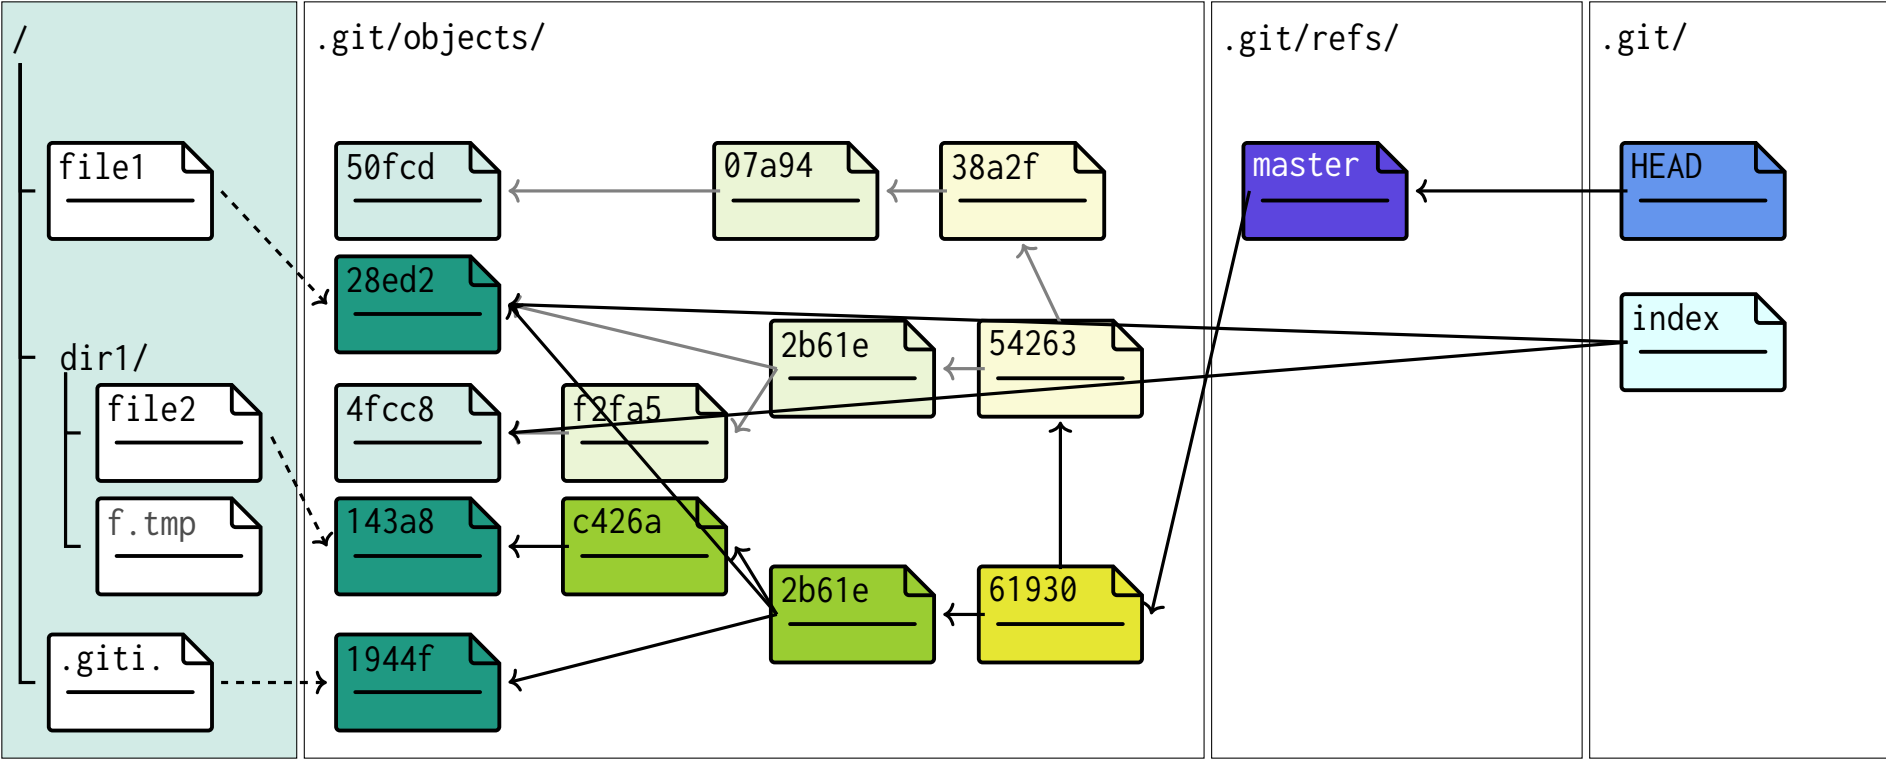 /
.git/objects/
.git/refs/
.git/
file1
50fcd
07a94
38a2f
master
HEAD
28ed2
index
dir1/
2b61e
54263
file2
4fcc8
f2fa5
f.tmp
143a8
c426a
2b61e
61930
.giti.
1944f